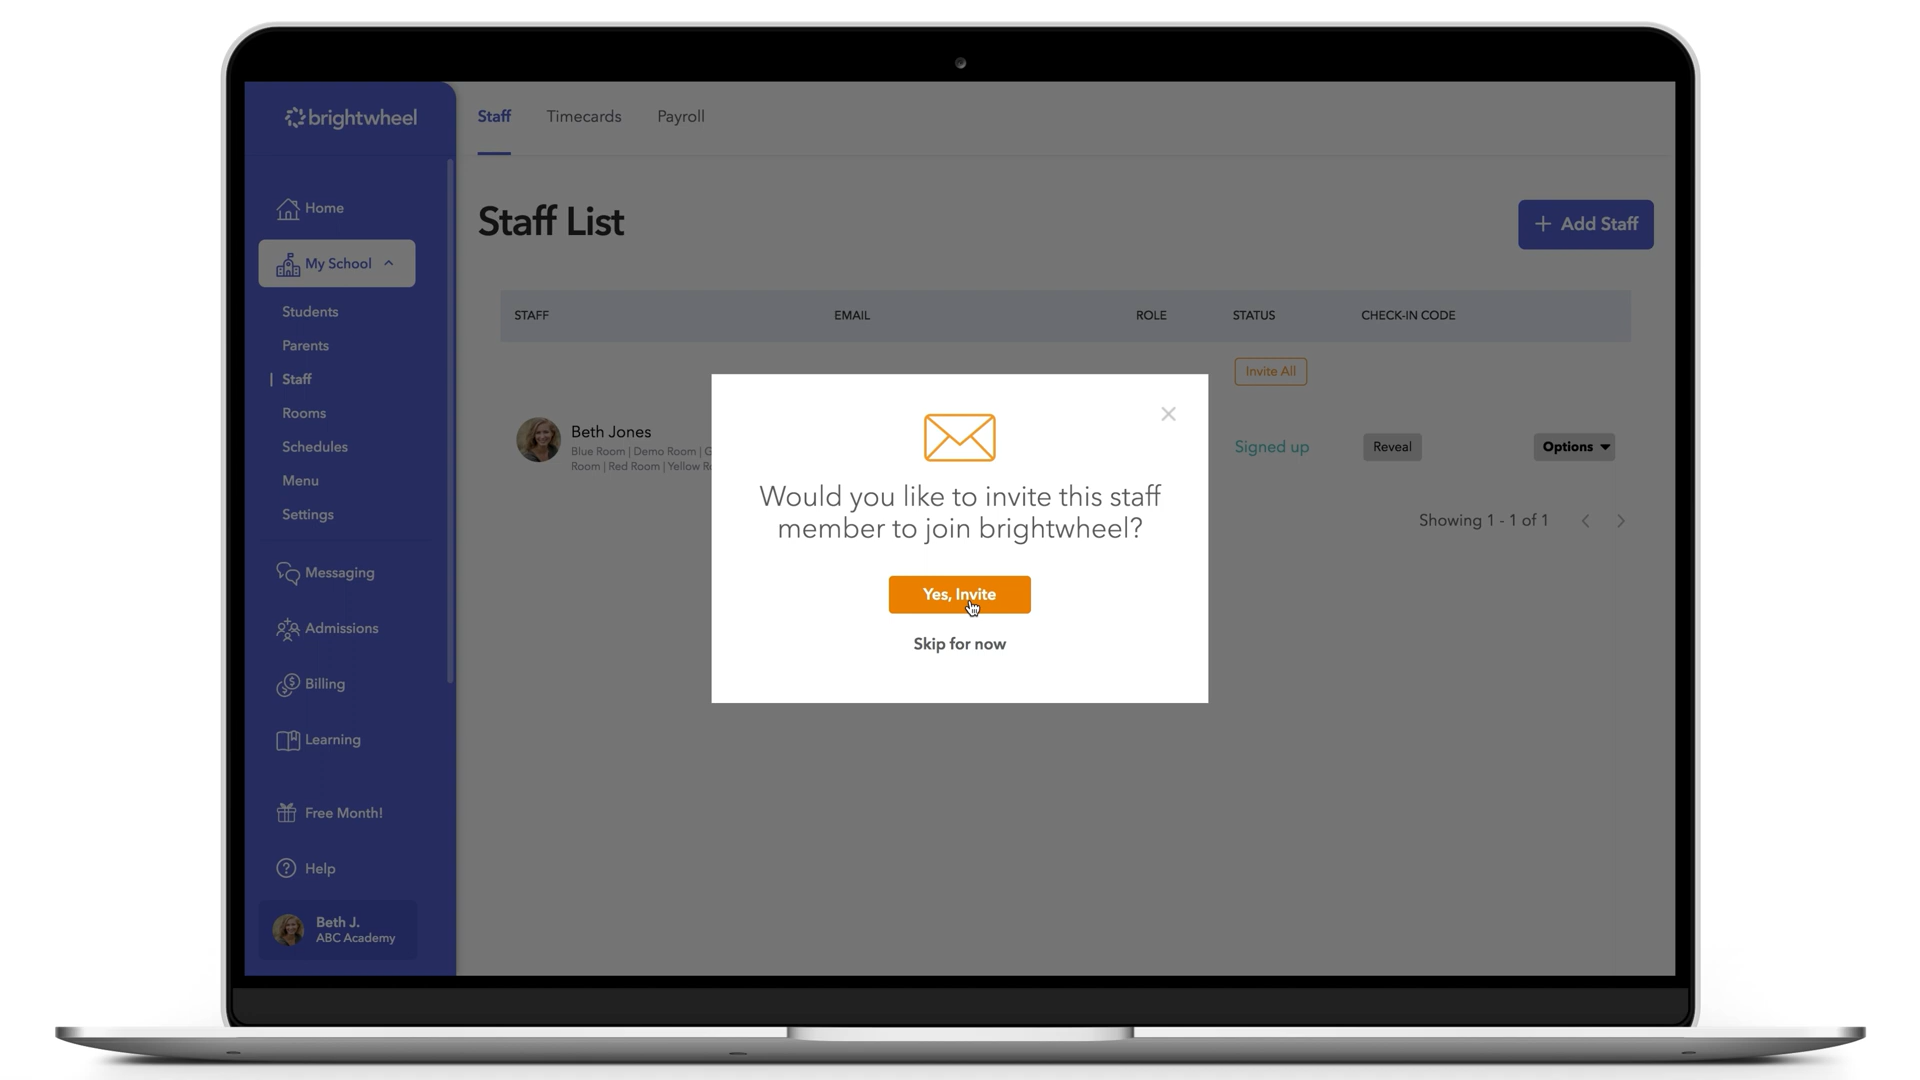 brightwheel
Staff
Timecards
Payroll
Home
My School
Students
Parents
Staff
Rooms
Schedules
Menu
Settings
Messaging
Admissions
Billing
Learning
Free Month!
Help
Beth J.
ABC Academy
Staff List
+ Add Staff
STAFF
EMAIL
ROLE
STATUS
CHECK-IN CODE
Invite All
Beth Jones
Blue Room | Demo Room | G
Room | Red Room | Yellow Ro
Signed up
Reveal
Options
Showing 1 - 1 of 1
Would you like to invite this staff
member to join brightwheel?
Yes, Invite
Skip for now